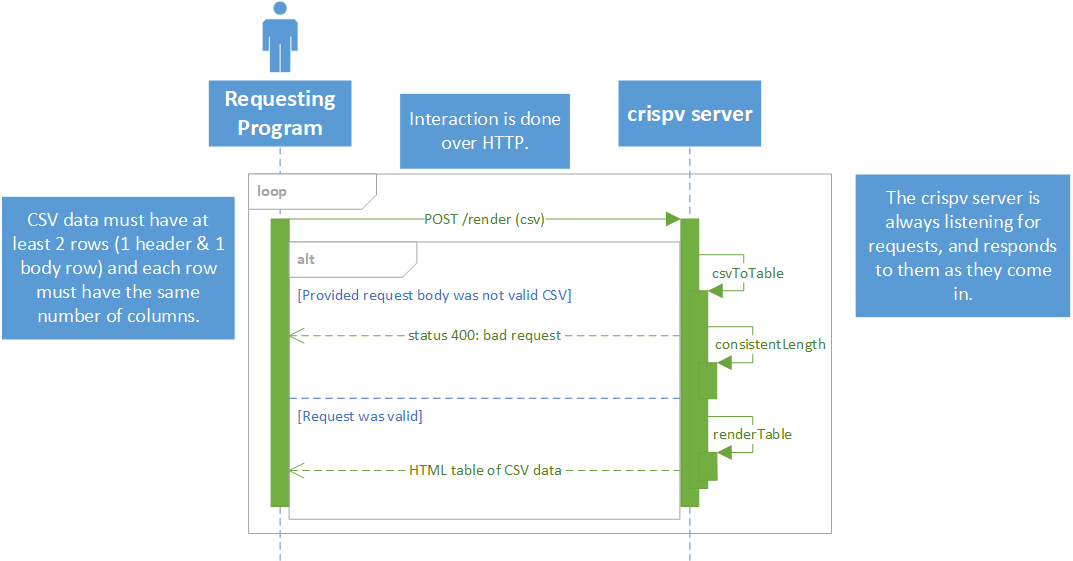 Requesting
Program
Interaction is done
over HTTP.
crispv server
loop
CSV data must have at
least 2 rows (1 header & 1
body row) and each row
must have the same
number of columns.
The crispv server is
always listening for
requests, and responds
to them as they come
in.
POST /render (csv)
alt
csvToTable
[Provided request body was not valid CSV]
status 400: bad request
consistentLength
[Request was valid]
renderTable
HTML table of CSV data